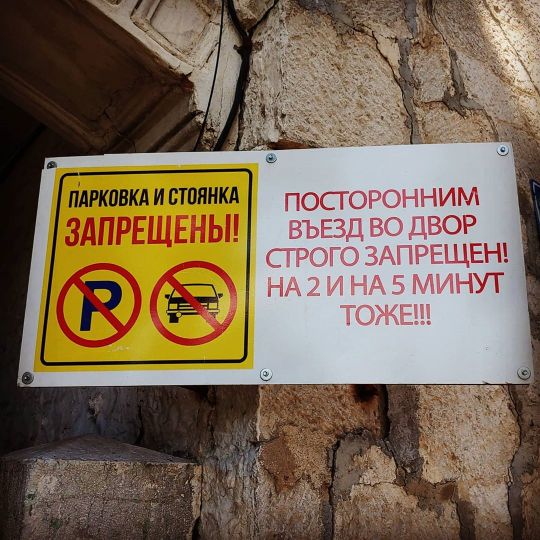 ПАРКОВКА И СТОЯНКА
ЗАПРЕЩЕНЫ!
P
ПОСТОРОННИМ
ВЪЕЗД ВО ДВОР
СТРОГО ЗАПРЕЩЕН!
НА 2 И НА 5 МИНУТ
ТОЖЕ!!!